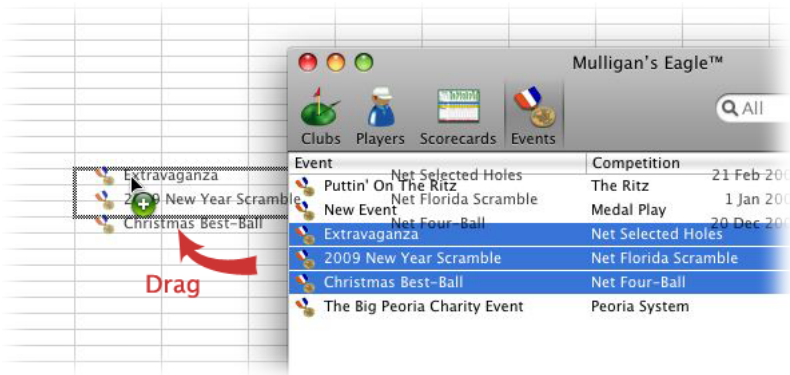 Mulligan's Eagle™
Clubs Players Scorecards Events
All
Event Competition
Puttin' On The Ritz The Ritz
New Event Medal Play
Extravaganza Net Selected Holes
2009 New Year Scramble Net Florida Scramble
Christmas Best-Ball Net Four-Ball
The Big Peoria Charity Event Peoria System
Extravaganza Net Selected Holes 21 Feb
New Year Scramble Net Florida Scramble 1 Jan
Christmas Best-Ball Net Four-Ball 20 Dec
Drag